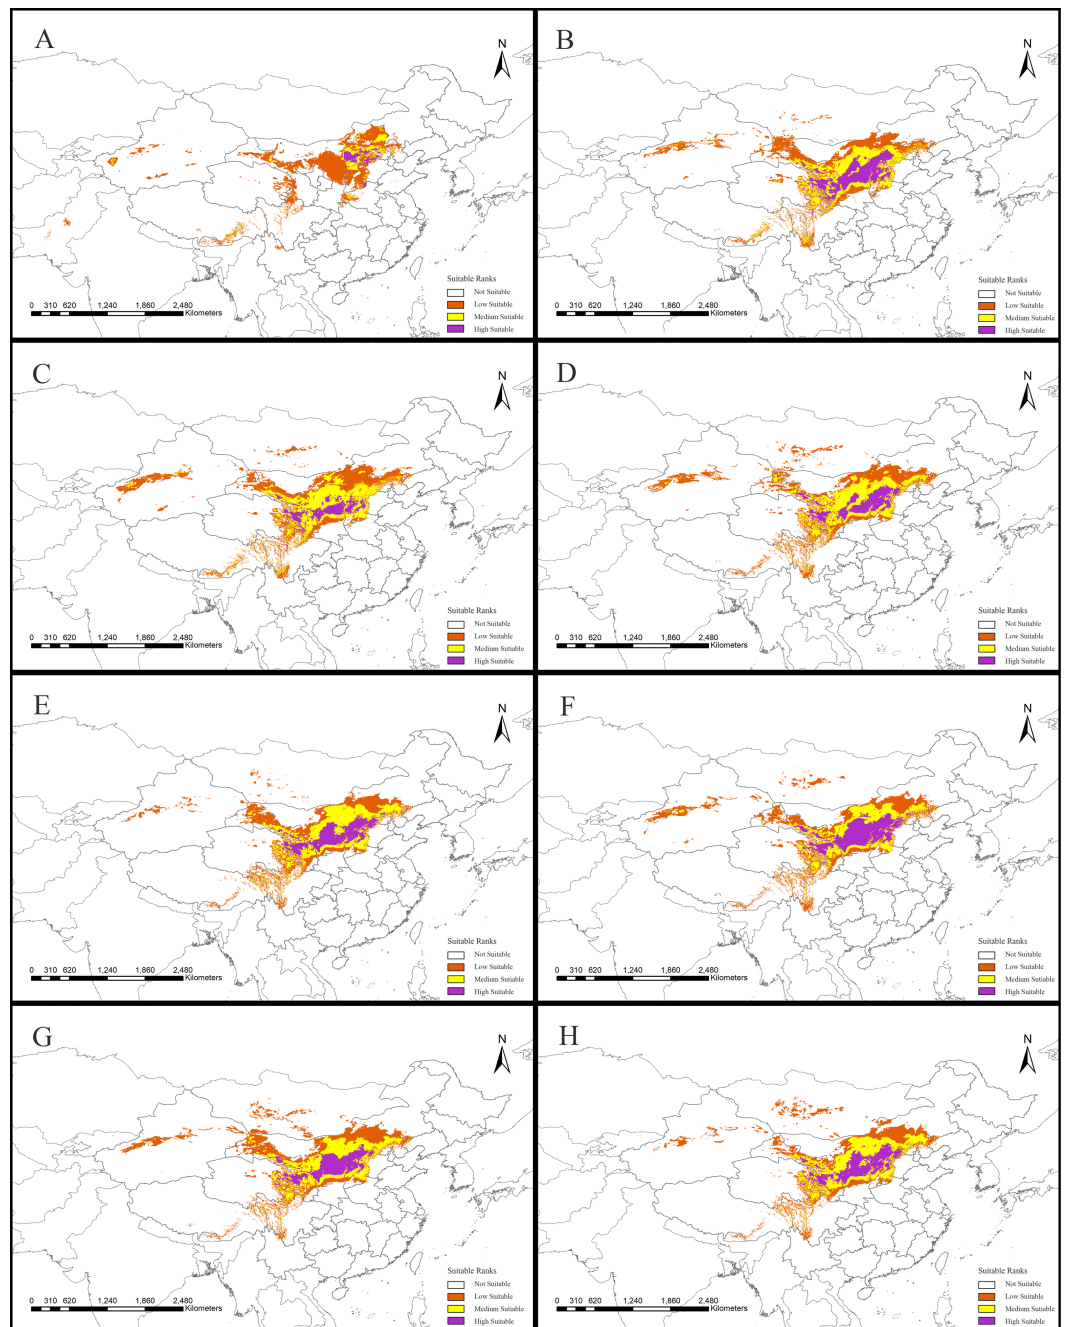 A
N
Suitable Ranks
Not Suitable
Low Suitable
Medium Sutiable
High Suitable
0 310 620 1,240 1,860 2,480
Kilometers
B
N
Suitable Ranks
Not Suitable
Low Suitable
Medium Sutiable
High Suitable
0 310 620 1,240 1,860 2,480
Kilometers
C
N
Suitable Ranks
Not Suitable
Low Suitable
Medium Sutiable
High Suitable
0 310 620 1,240 1,860 2,480
Kilometers
D
N
Suitable Ranks
Not Suitable
Low Suitable
Medium Sutiable
High Suitable
0 310 620 1,240 1,860 2,480
Kilometers
E
N
Suitable Ranks
Not Suitable
Low Suitable
Medium Sutiable
High Suitable
0 310 620 1,240 1,860 2,480
Kilometers
F
N
Suitable Ranks
Not Suitable
Low Suitable
Medium Sutiable
High Suitable
0 310 620 1,240 1,860 2,480
Kilometers
G
N
Suitable Ranks
Not Suitable
Low Suitable
Medium Sutiable
High Suitable
0 310 620 1,240 1,860 2,480
Kilometers
H
N
Suitable Ranks
Not Suitable
Low Suitable
Medium Sutiable
High Suitable
0 310 620 1,240 1,860 2,480
Kilometers